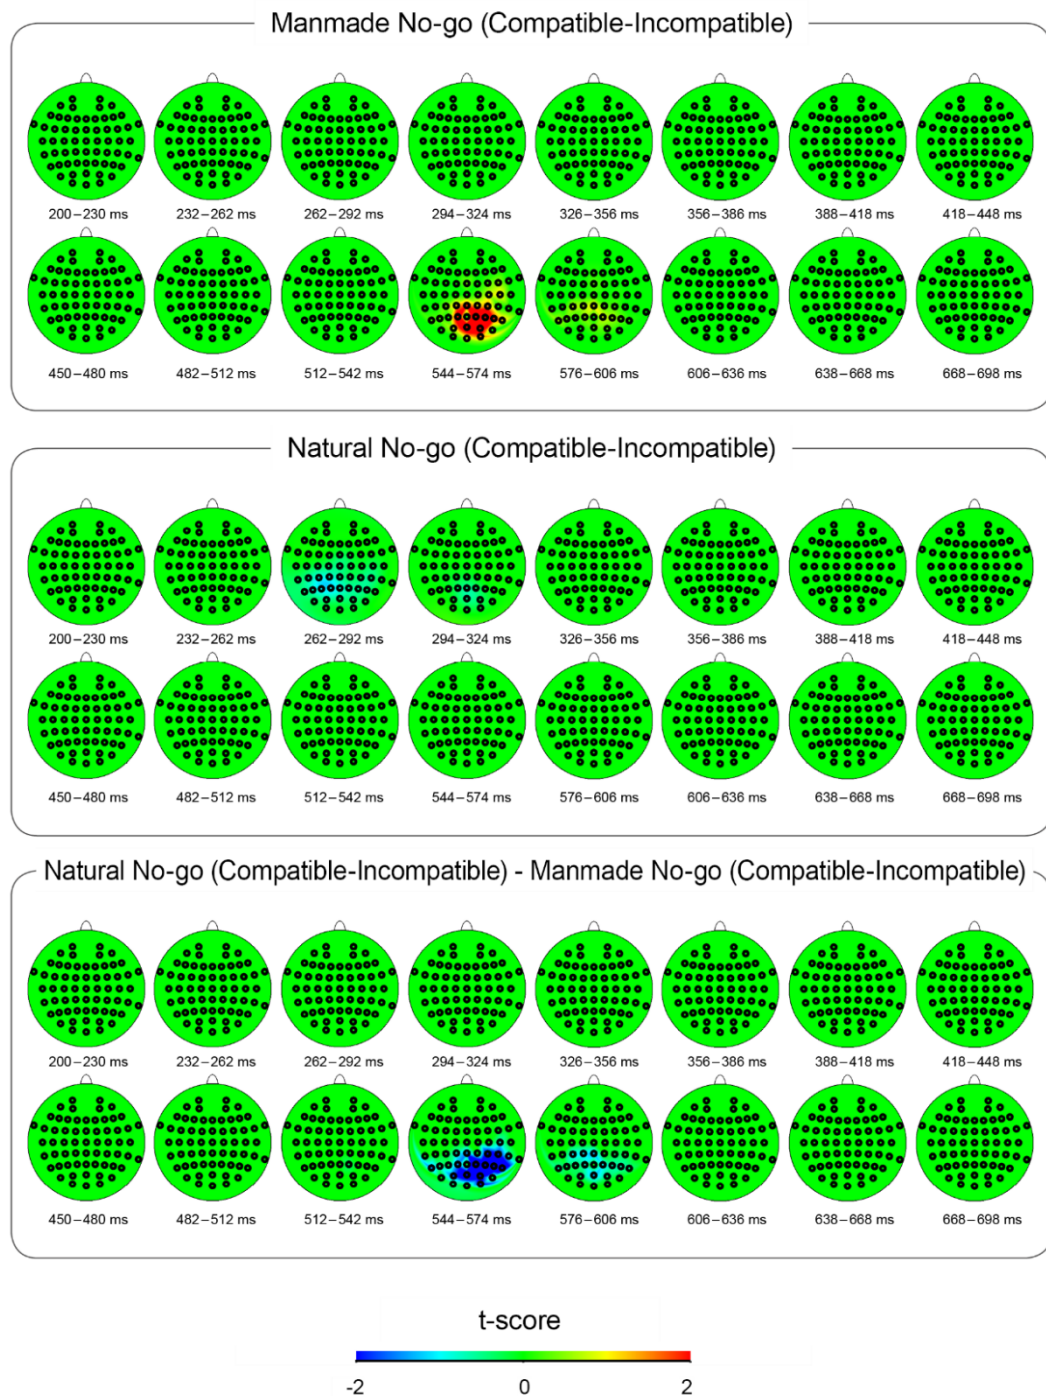 Manmade No-go (Compatible-Incompatible)
200–230 ms 232–262 ms 262–292 ms 294–324 ms 326–356 ms 356–386 ms 388–418 ms 418–448 ms
450–480 ms 482–512 ms 512–542 ms 544–574 ms 576–606 ms 606–636 ms 638–668 ms 668–698 ms
Natural No-go (Compatible-Incompatible)
200–230 ms 232–262 ms 262–292 ms 294–324 ms 326–356 ms 356–386 ms 388–418 ms 418–448 ms
450–480 ms 482–512 ms 512–542 ms 544–574 ms 576–606 ms 606–636 ms 638–668 ms 668–698 ms
Natural No-go (Compatible-Incompatible) - Manmade No-go (Compatible-Incompatible)
200–230 ms 232–262 ms 262–292 ms 294–324 ms 326–356 ms 356–386 ms 388–418 ms 418–448 ms
450–480 ms 482–512 ms 512–542 ms 544–574 ms 576–606 ms 606–636 ms 638–668 ms 668–698 ms
t-score
-2 0 2